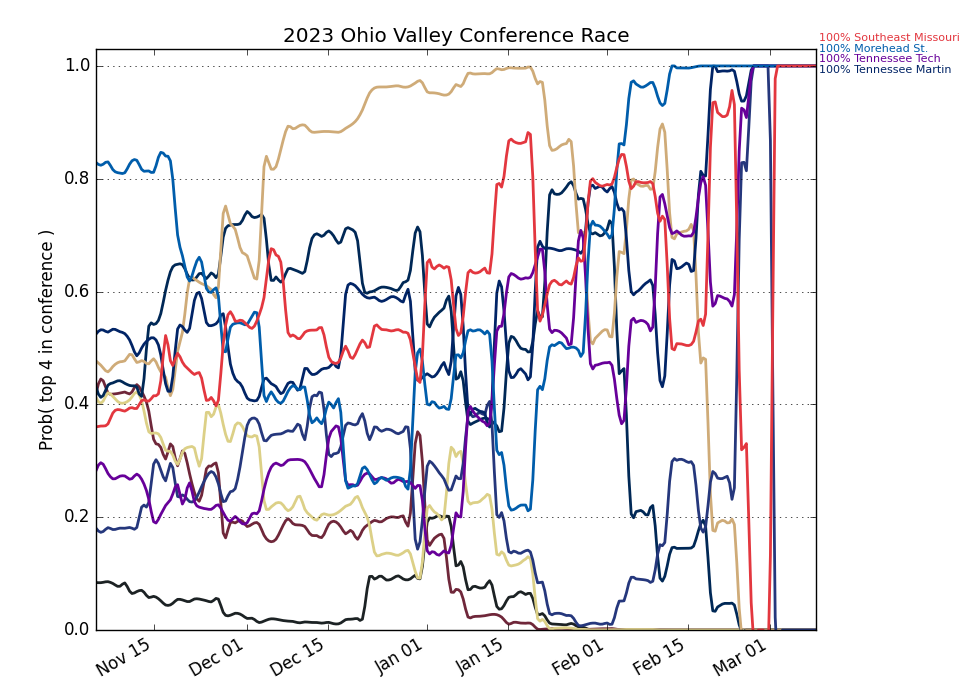 2023 Ohio Valley Conference Race
100% Southeast Missouri
100% Morehead St.
100% Tennessee Tech
100% Tennessee Martin
Prob( top 4 in conference )
1.0
0.8
0.6
0.4
0.2
0.0
Nov 15
Dec 01
Dec 15
Jan 01
Jan 15
Feb 01
Feb 15
Mar 01